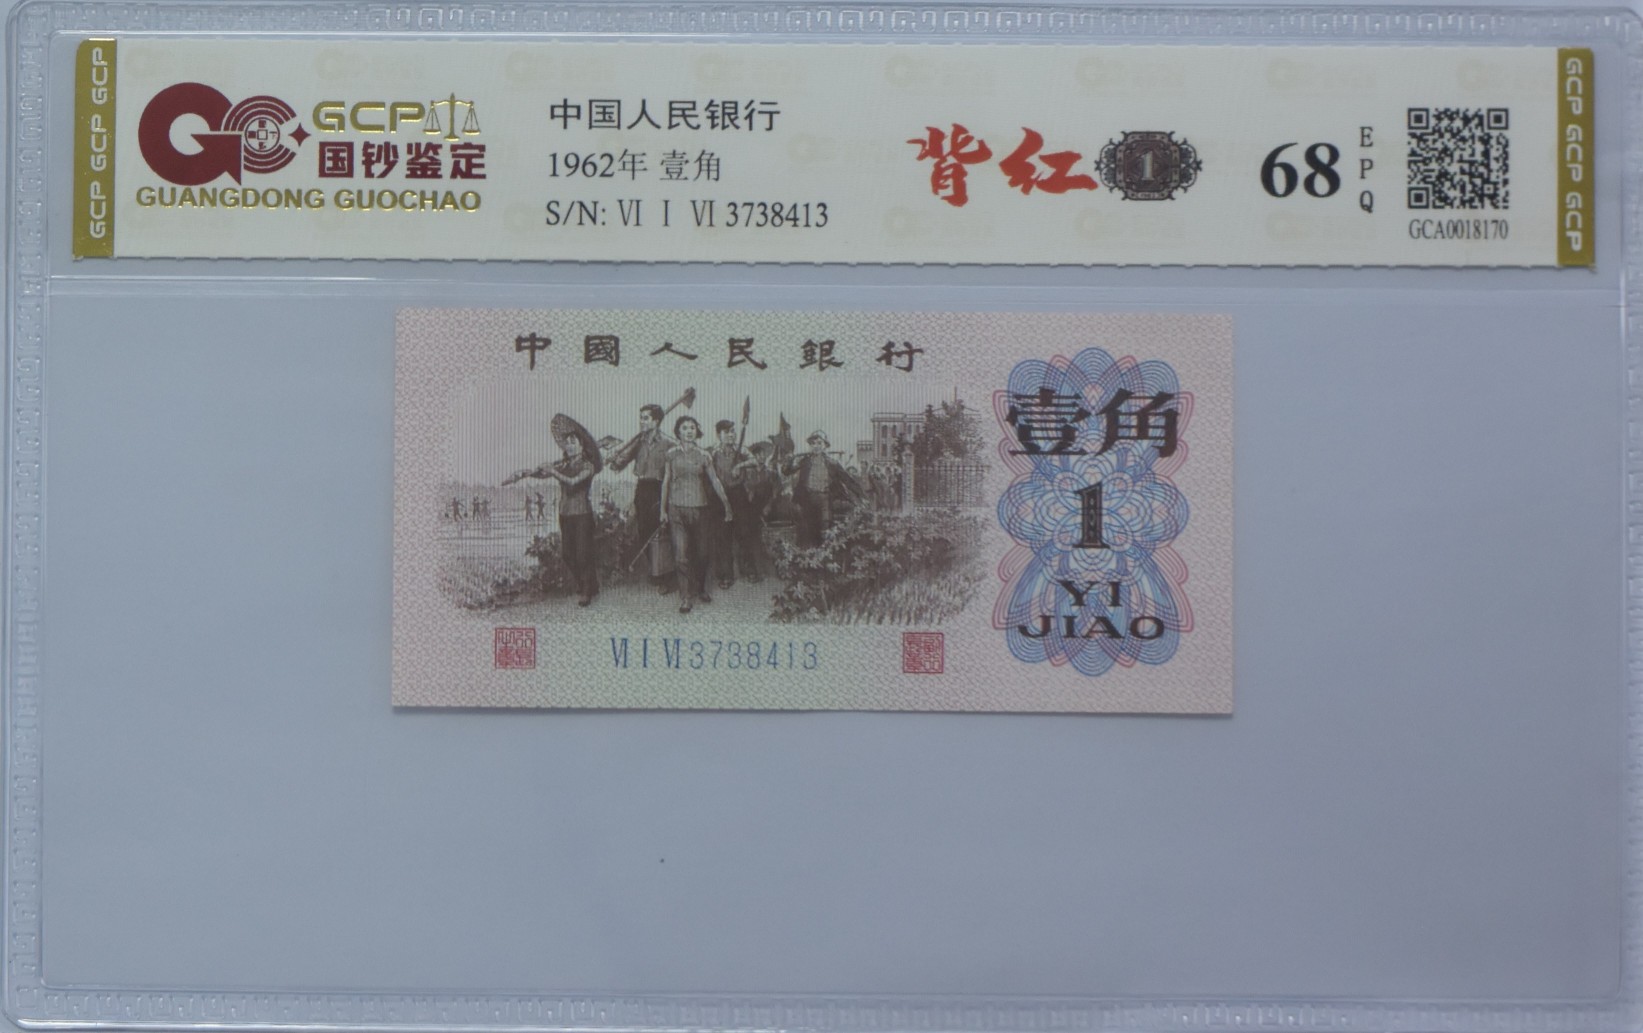 GCP GCP GCP
GCP
国钞鉴定
GUANGDONG GUOCHAO
中国人民银行
1962年 壹角
S/N: Ⅵ Ⅰ Ⅵ 3738413
背红
1
68
EPQ
GCA0018170
GCP GCP GCP
中國人民銀行
壹角
1
YI
JIAO
Ⅵ Ⅰ Ⅵ 3738413